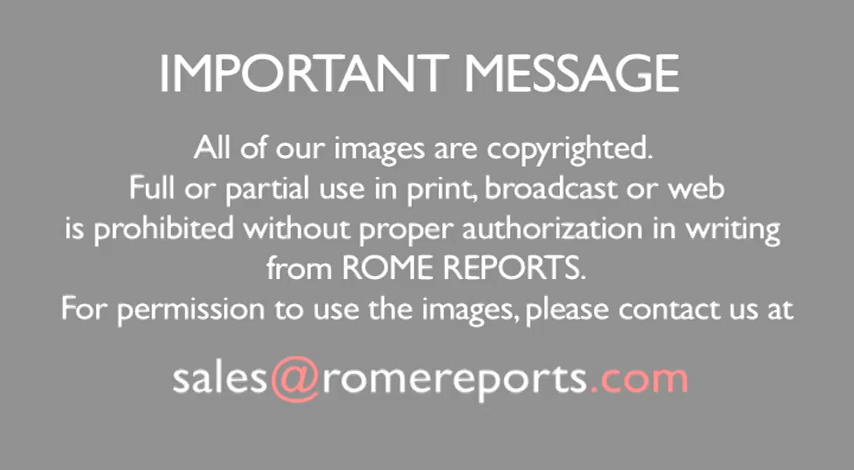 IMPORTANT MESSAGE
All of our images are copyrighted.
Full or partial use in print, broadcast or web
is prohibited without proper authorization in writing
from ROME REPORTS.
For permission to use the images, please contact us at
sales@romereports.com